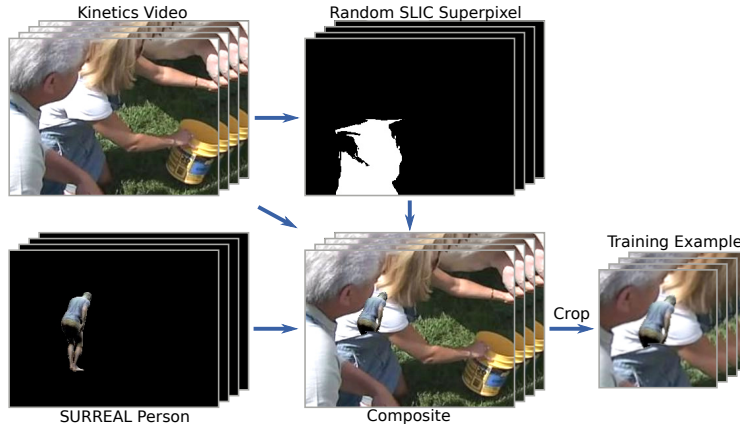 Kinetics Video
Random SLIC Superpixel
Training Example
Crop
SURREAL Person
Composite